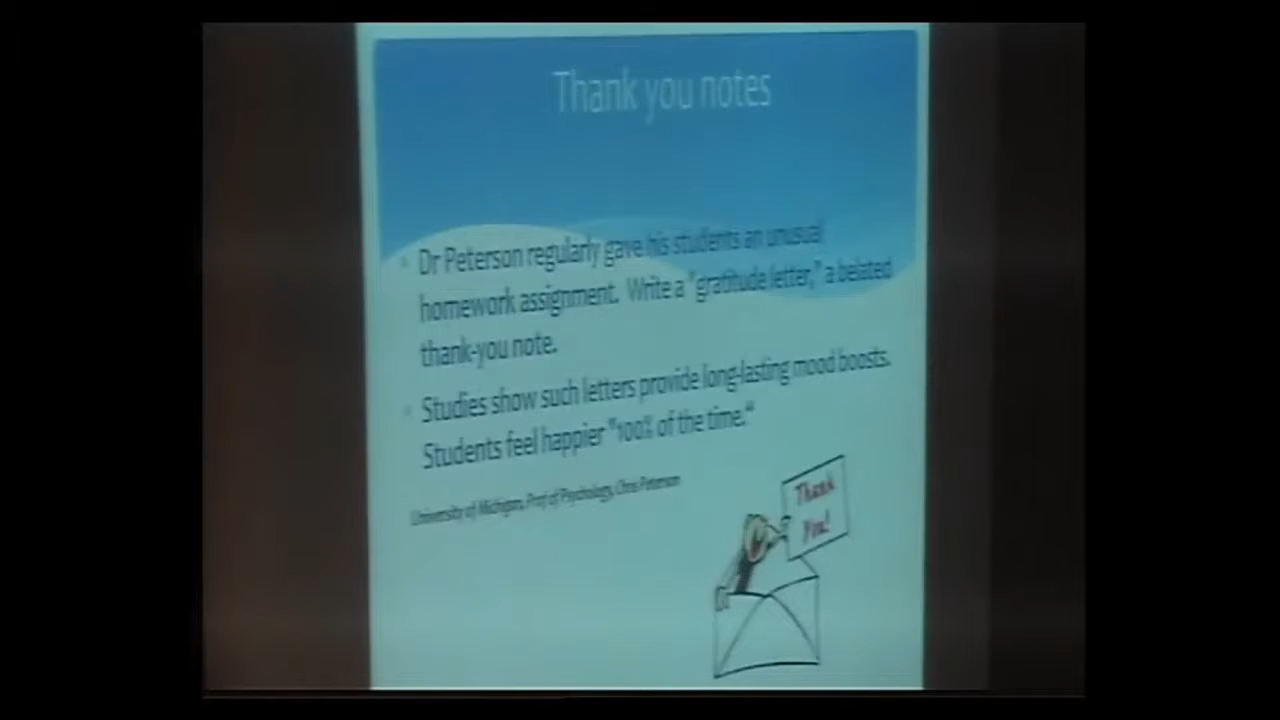 Thank you notes
Dr Peterson regularly gave his students an unusual
homework assignment. Write a "gratitude letter," a belated
thank-you note.
Studies show such letters provide long-lasting mood boosts.
Students feel happier "100% of the time."
University of Michigan, Prof of Psychology, Chris Peterson
Thank
You!